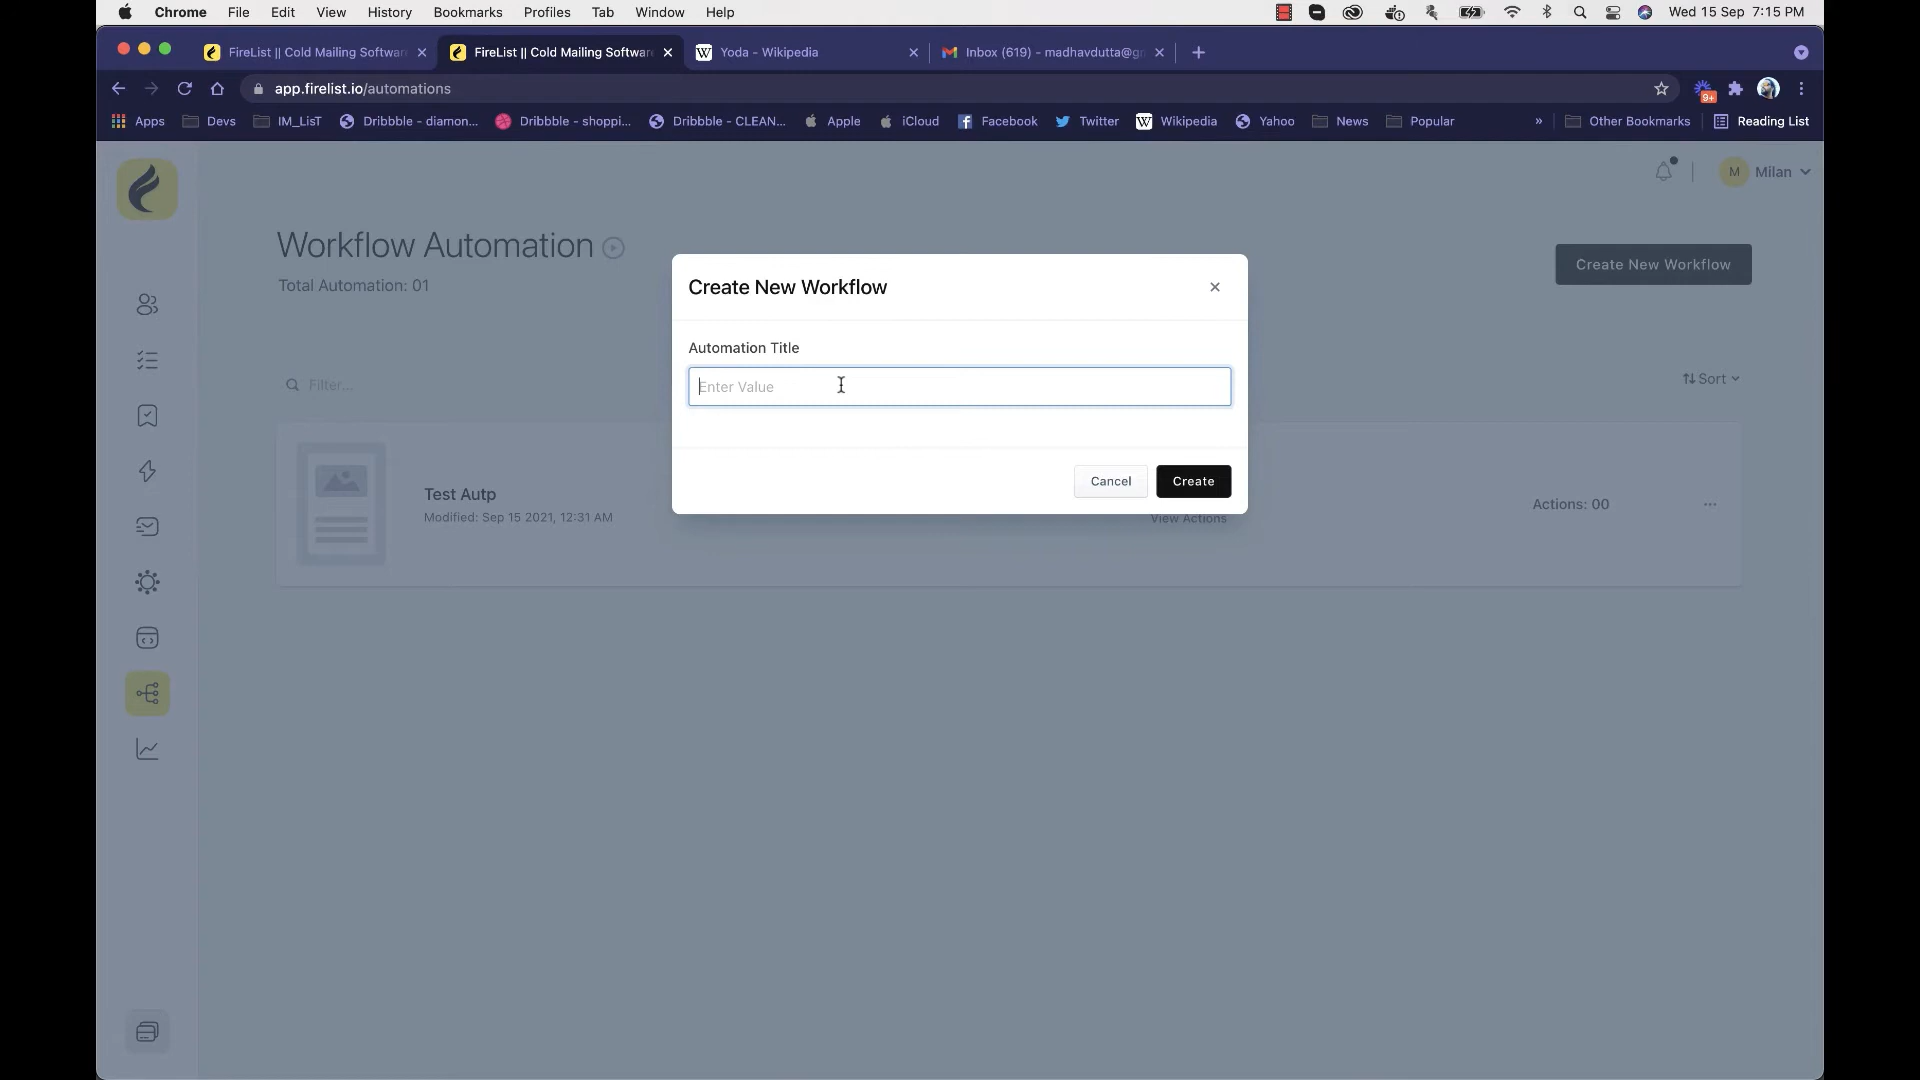 Chrome File Edit View History Bookmarks Profiles Tab Window Help Wed 15 Sep 7:15 PM
FireList || Cold Mailing Softwar FireList || Cold Mailing Softwar Yoda - Wikipedia Inbox (619) - madhavdutta@gm
app.firelist.io/automations 9+
Apps Devs IM_LisT Dribbble - diamon... Dribbble - shoppi... Dribbble - CLEAN... Apple iCloud Facebook Twitter Wikipedia Yahoo News Popular » Other Bookmarks Reading List
M Milan
Workflow Automation
Total Automation: 01
Create New Workflow
Create New Workflow
Automation Title
Enter Value
Filter...
Sort
Cancel Create
Test Autp
Modified: Sep 15 2021, 12:31 AM
View Actions
Actions: 00